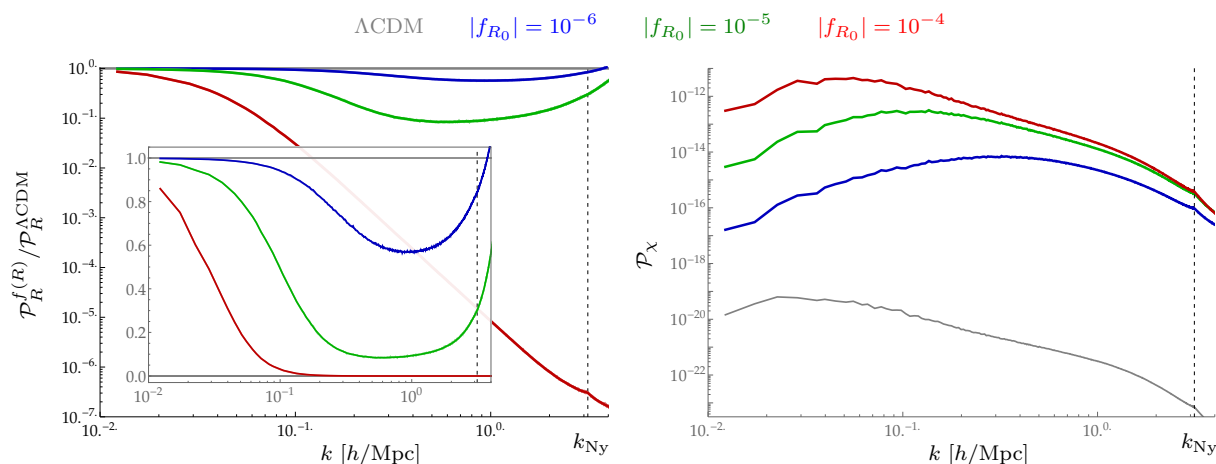 ΛCDM |f_{R_0}| = 10^{-6} |f_{R_0}| = 10^{-5} |f_{R_0}| = 10^{-4}
P_R^{f(R)}/P_R^{ΛCDM}
10^{0.}
10^{-1.}
10^{-2.}
10^{-3.}
10^{-4.}
10^{-5.}
10^{-6.}
10^{-7.}
1.0
0.8
0.6
0.4
0.2
0.0
10^{-2} 10^{-1} 10^{0}
10^{-2.} 10^{-1.} 10^{0.} k_{Ny}
k [h/Mpc]
P_χ
10^{-12}
10^{-14}
10^{-16}
10^{-18}
10^{-20}
10^{-22}
10^{-2.} 10^{-1.} 10^{0.} k_{Ny}
k [h/Mpc]